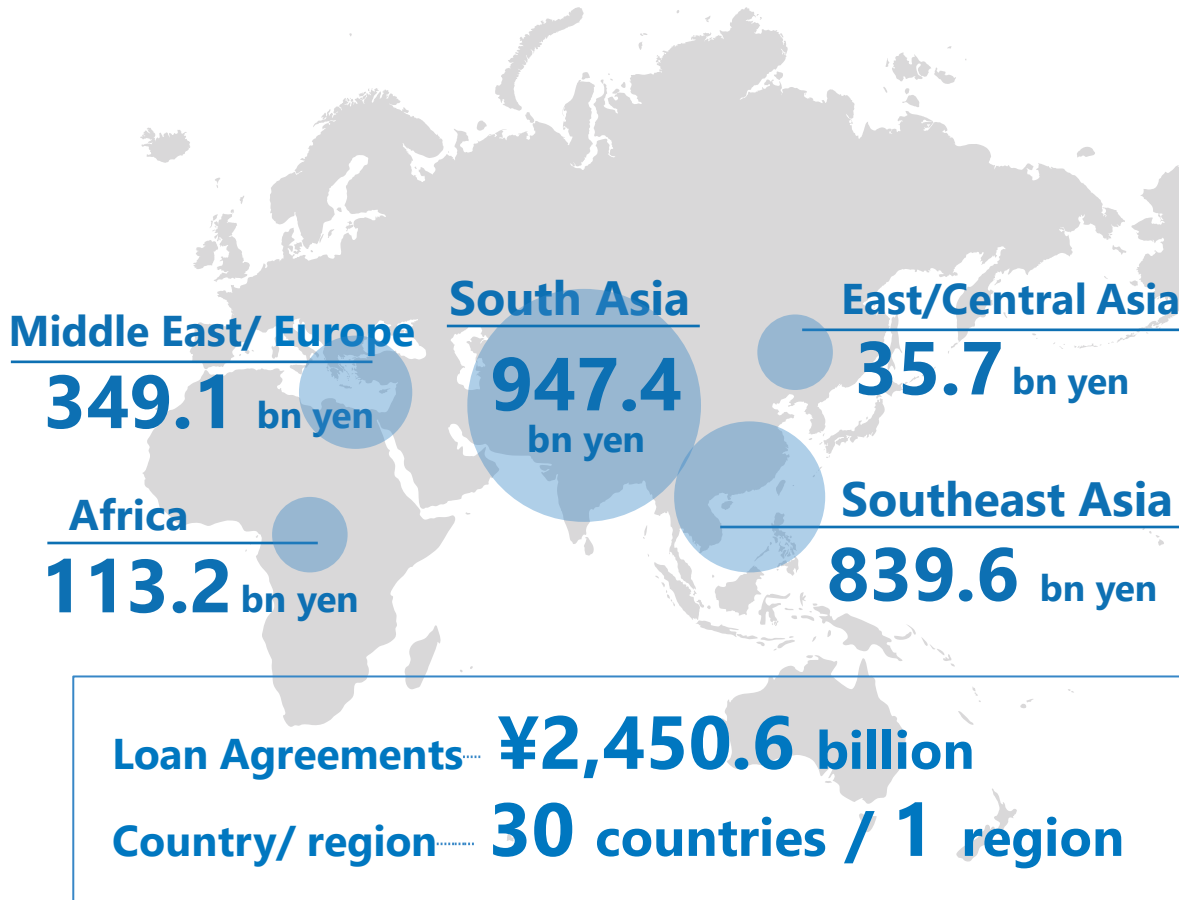 South Asia
947.4
bn yen
East/Central Asia
35.7 bn yen
Middle East/ Europe
349.1 bn yen
Africa
113.2 bn yen
Southeast Asia
839.6 bn yen
Loan Agreements ¥2,450.6 billion
Country/ region 30 countries / 1 region